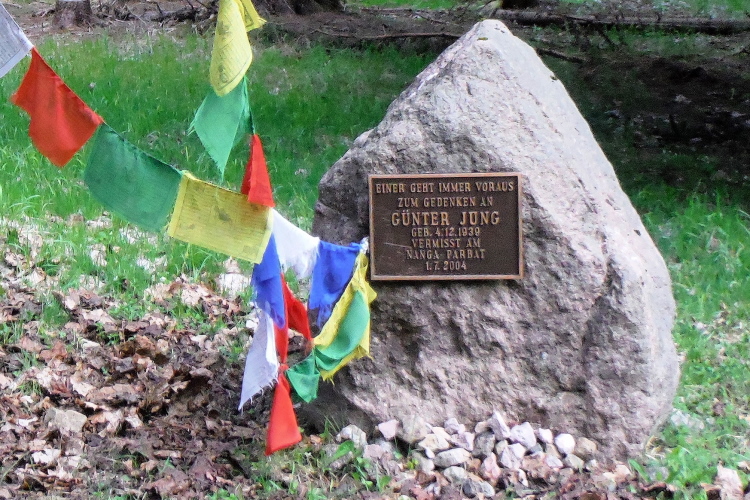 EINER GEHT IMMER VORAUS
ZUM GEDENKEN AN
GÜNTER JUNG
GEB. 4.12.1939
VERMISST AM
NANGA PARBAT
1.7.2004